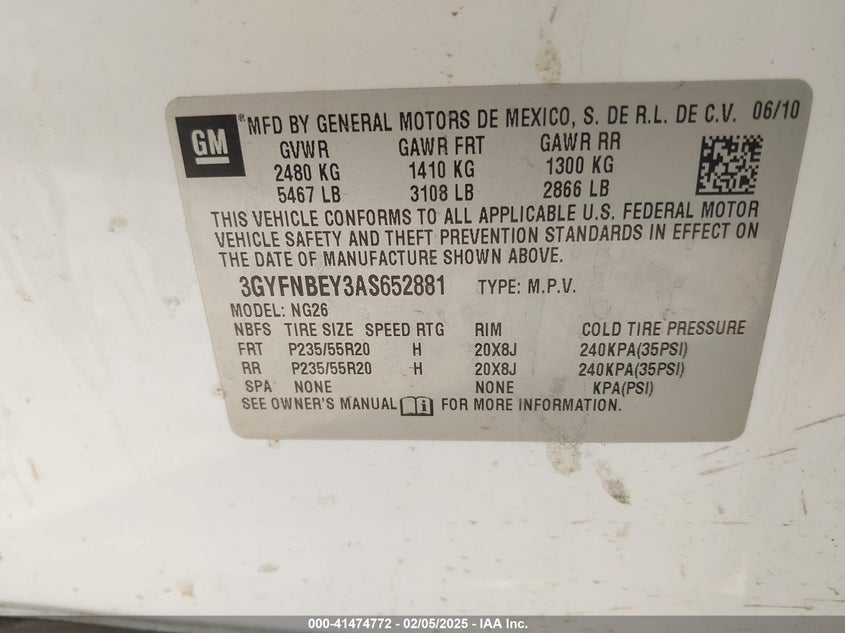 GM ® MFD BY GENERAL MOTORS DE MEXICO, S. DE R.L. DE C.V. 06/10
GVWR GAWR FRT GAWR RR
2480 KG 1410 KG 1300 KG
5467 LB 3108 LB 2866 LB
THIS VEHICLE CONFORMS TO ALL APPLICABLE U.S. FEDERAL MOTOR
VEHICLE SAFETY AND THEFT PREVENTION STANDARDS IN EFFECT ON
THE DATE OF MANUFACTURE SHOWN ABOVE.
3GYFNBEY3AS652881 TYPE: M.P.V.
MODEL: NG26
NBFS TIRE SIZE SPEED RTG RIM COLD TIRE PRESSURE
FRT P235/55R20 H 20X8J 240KPA(35PSI)
RR P235/55R20 H 20X8J 240KPA(35PSI)
SPA NONE NONE KPA(PSI)
SEE OWNER'S MANUAL i FOR MORE INFORMATION.
000-41474772 - 02/05/2025 - IAA Inc.